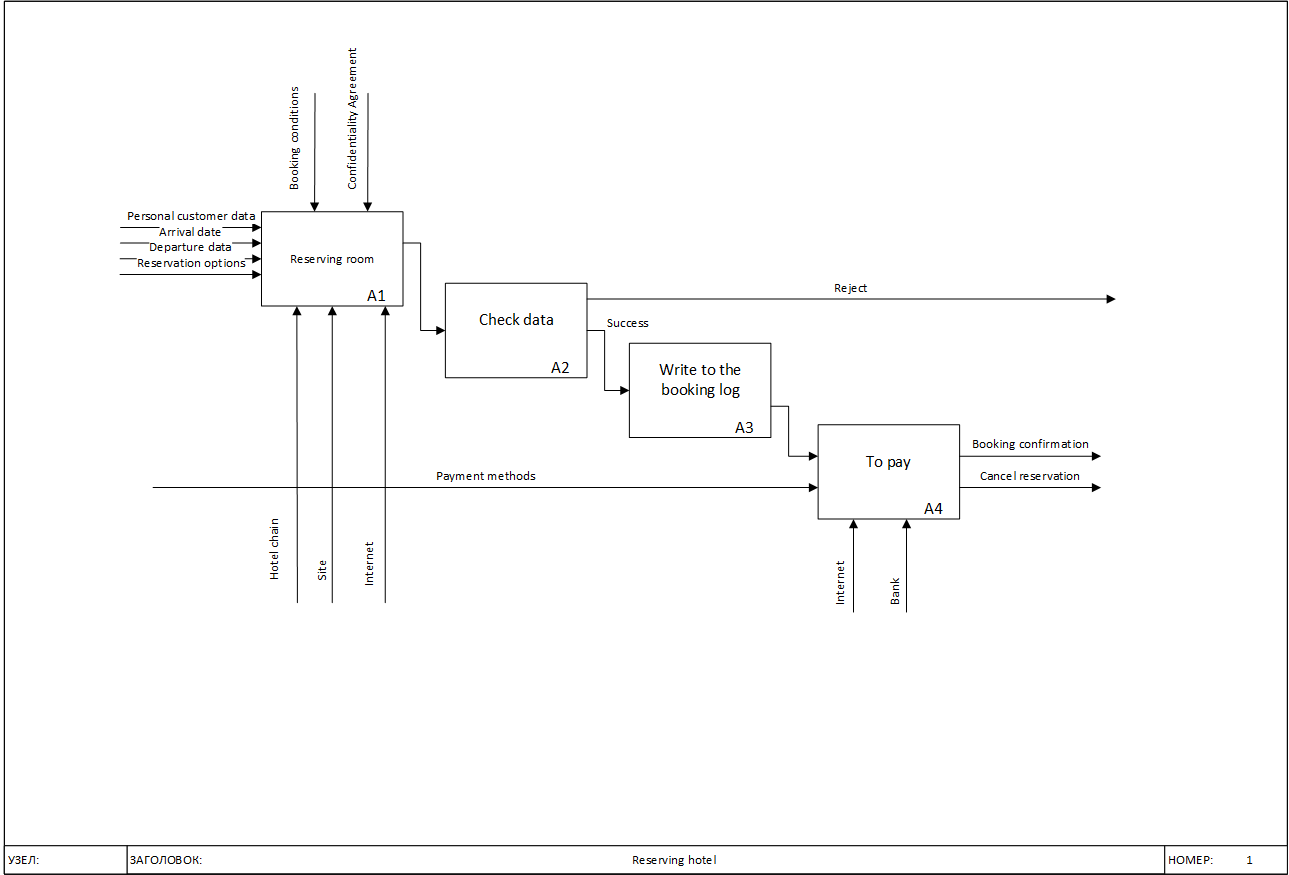 Booking conditions
Confidentiality Agreement
Personal customer data
Arrival date
Departure data
Reservation options
Reserving room
A1
Check data
A2
Reject
Success
Write to the
booking log
A3
To pay
A4
Booking confirmation
Cancel reservation
Payment methods
Hotel chain
Site
Internet
Internet
Bank
УЗЕЛ:
ЗАГОЛОВОК:
Reserving hotel
НОМЕР:
1